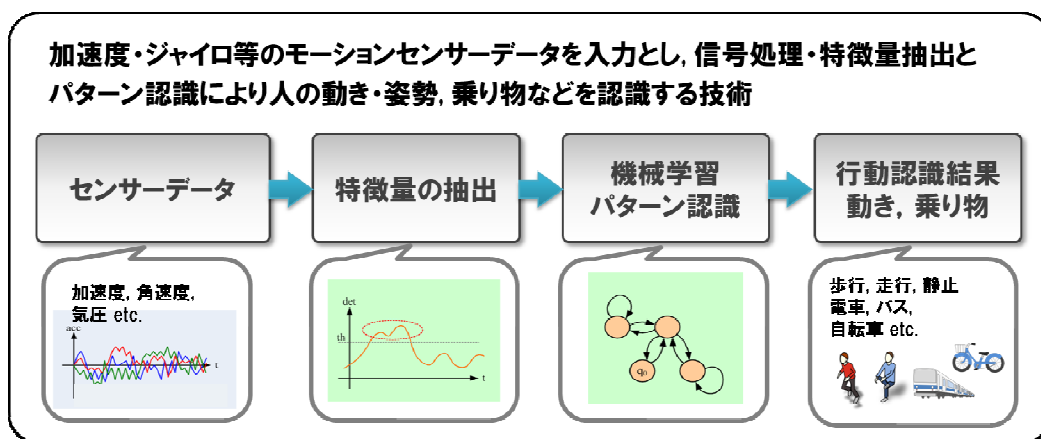 加速度・ジャイロ等のモーションセンサーデータを入力とし, 信号処理・特徴量抽出と
パターン認識により人の動き・姿勢, 乗り物などを認識する技術
センサーデータ
特徴量の抽出
機械学習
パターン認識
行動認識結果
動き, 乗り物
加速度, 角速度,
気圧 etc.
acc
t
det
th
t
q0
歩行, 走行, 静止
電車, バス,
自転車 etc.